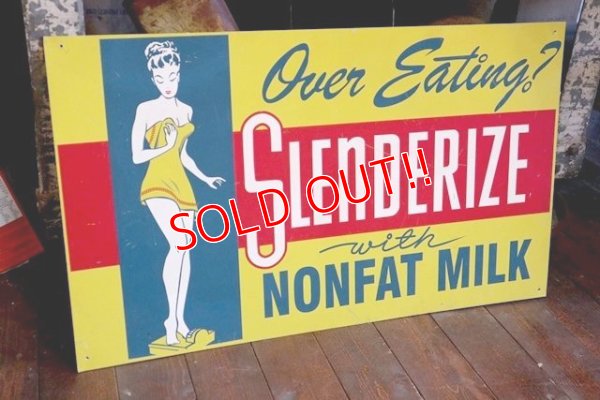 Over Eating?
SLENDERIZE
SOLD OUT!!
with
NONFAT MILK